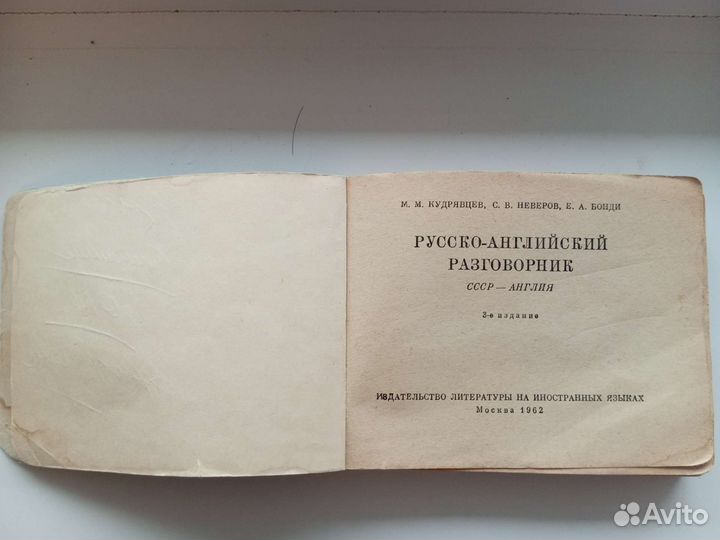 М. М. КУДРЯВЦЕВ, С. В. НЕВЕРОВ, Е. А. БОНДИ
РУССКО-АНГЛИЙСКИЙ
РАЗГОВОРНИК
СССР — АНГЛИЯ
3-е издание
ИЗДАТЕЛЬСТВО ЛИТЕРАТУРЫ НА ИНОСТРАННЫХ ЯЗЫКАХ
Москва 1962
Avito